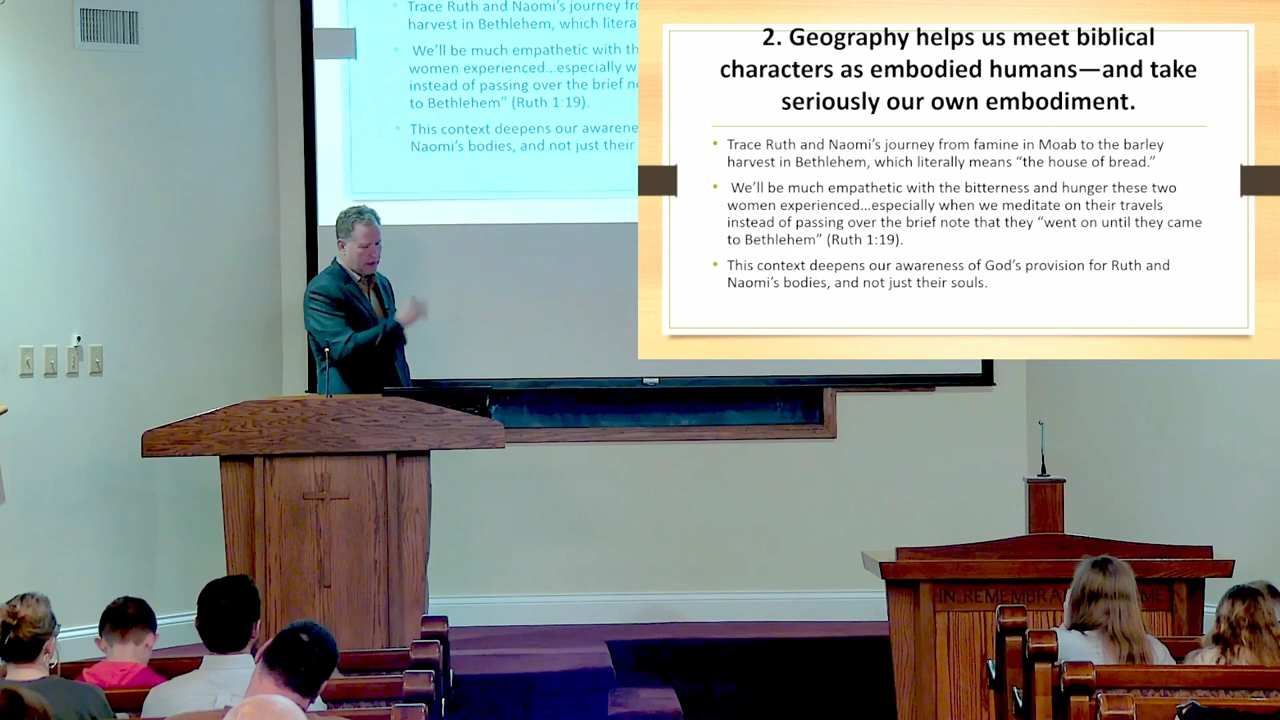 Trace Ruth and Naomi's journey fr
harvest in Bethlehem, which litera
We'll be much empathetic with th
women experienced...especially w
instead of passing over the brief n
to Bethlehem" (Ruth 1:19).
This context deepens our awarene
Naomi's bodies, and not just their
2. Geography helps us meet biblical
characters as embodied humans—and take
seriously our own embodiment.
• Trace Ruth and Naomi's journey from famine in Moab to the barley
harvest in Bethlehem, which literally means “the house of bread.”
• We'll be much empathetic with the bitterness and hunger these two
women experienced...especially when we meditate on their travels
instead of passing over the brief note that they “went on until they came
to Bethlehem” (Ruth 1:19).
• This context deepens our awareness of God's provision for Ruth and
Naomi's bodies, and not just their souls.
IN REMEMBRA ME